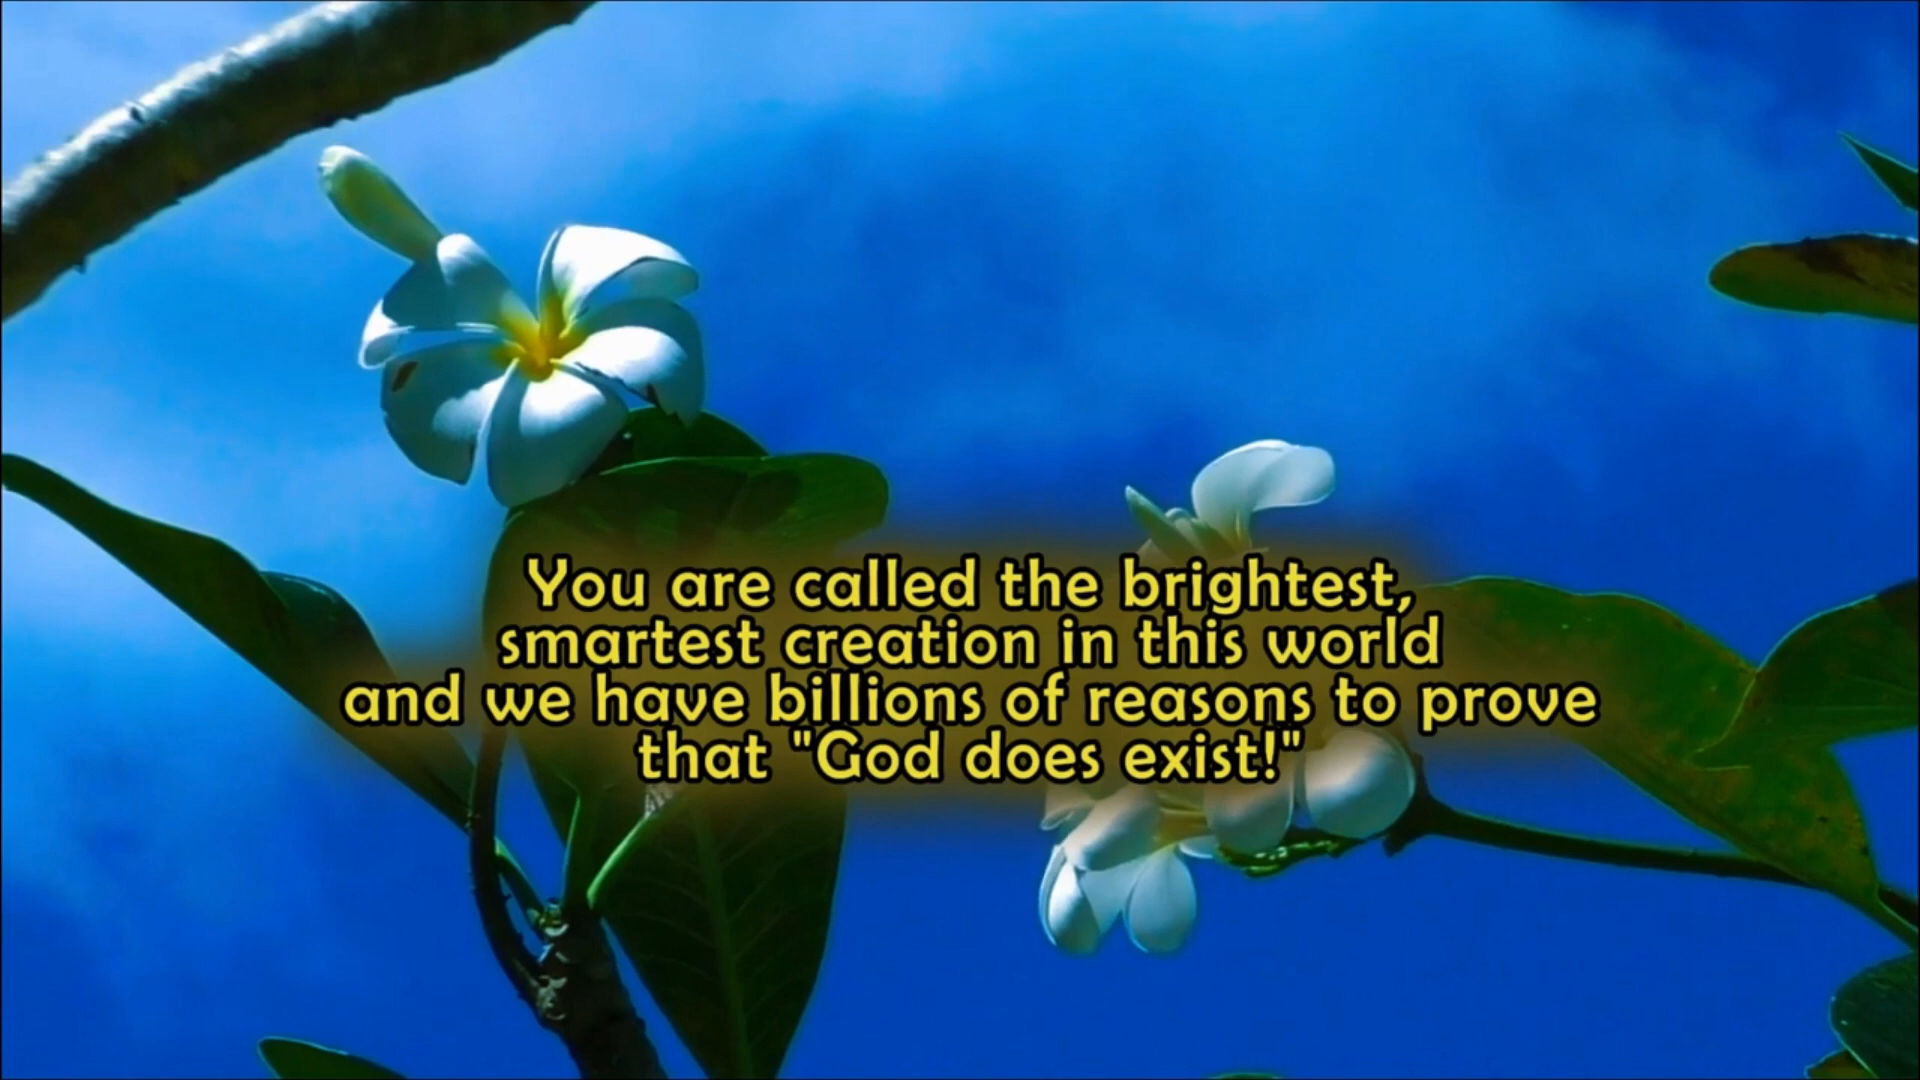 You are called the brightest,
smartest creation in this world
and we have billions of reasons to prove
that "God does exist!"